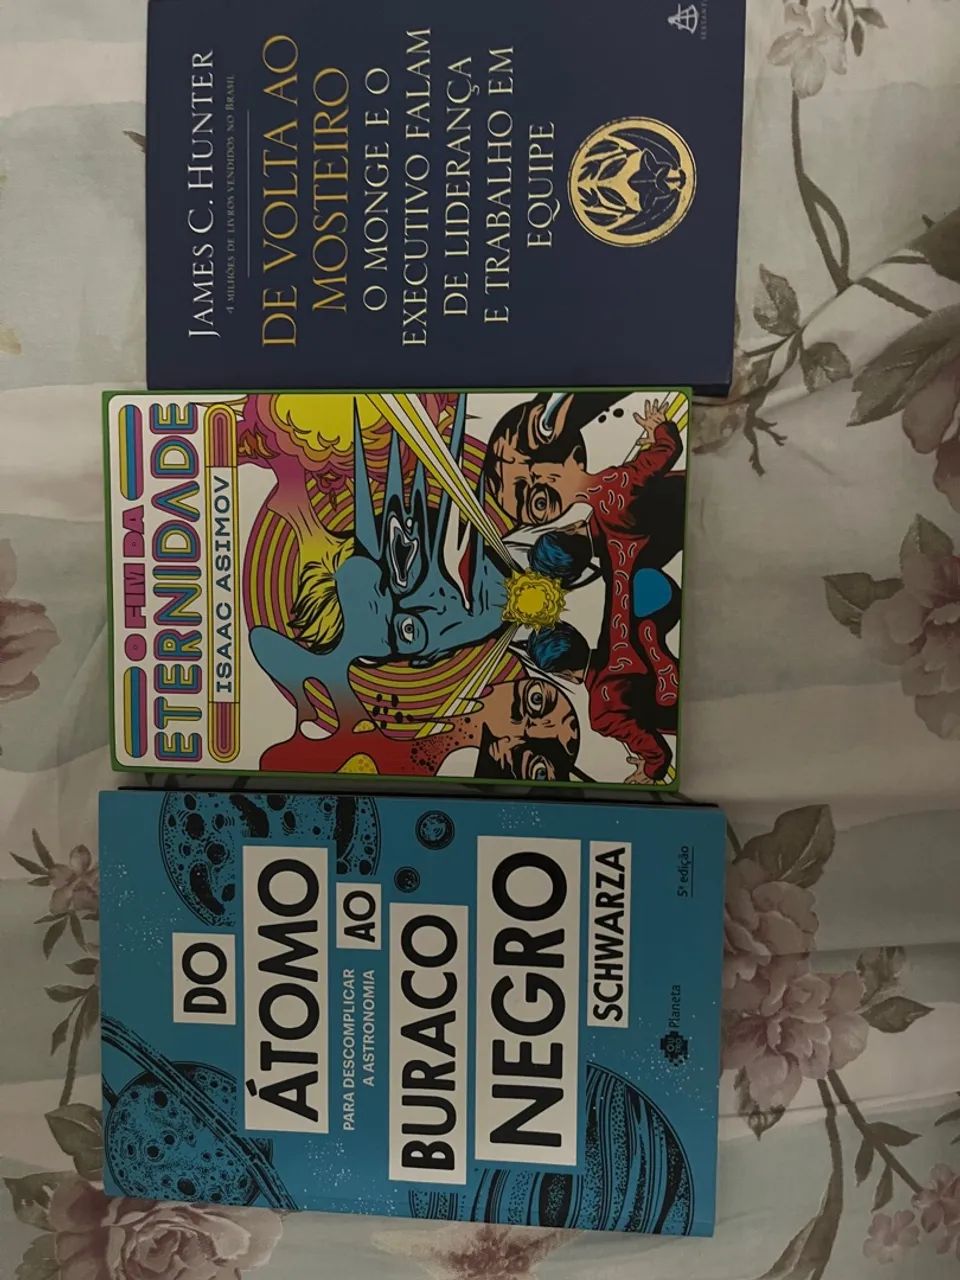 JAMES C. HUNTER
4 MILHÕES DE LIVROS VENDIDOS NO BRASIL
DE VOLTA AO
MOSTEIRO
O MONGE E O
EXECUTIVO FALAM
DE LIDERANÇA
E TRABALHO EM
EQUIPE
SEXTANTE
O FIM DA
ETERNIDADE
ISAAC ASIMOV
DO
ÁTOMO
PARA DESCOMPLICAR
A ASTRONOMIA
AO
BURACO
NEGRO
SCHWARZA
Planeta
5ª edição